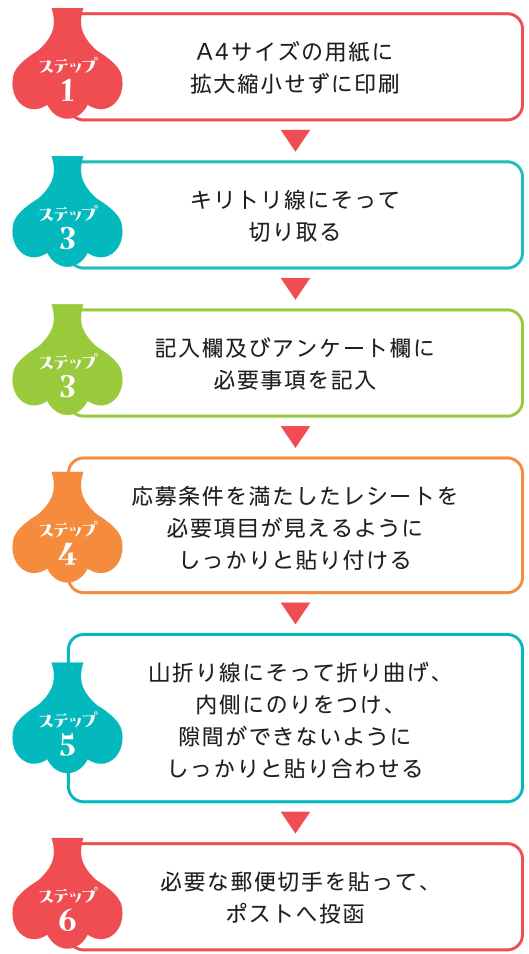 ステップ
1
A4サイズの用紙に
拡大縮小せずに印刷
ステップ
3
キリトリ線にそって
切り取る
ステップ
3
記入欄及びアンケート欄に
必要事項を記入
ステップ
4
応募条件を満たしたレシートを
必要項目が見えるように
しっかりと貼り付ける
ステップ
5
山折り線にそって折り曲げ、
内側にのりをつけ、
隙間ができないように
しっかりと貼り合わせる
ステップ
6
必要な郵便切手を貼って、
ポストへ投函